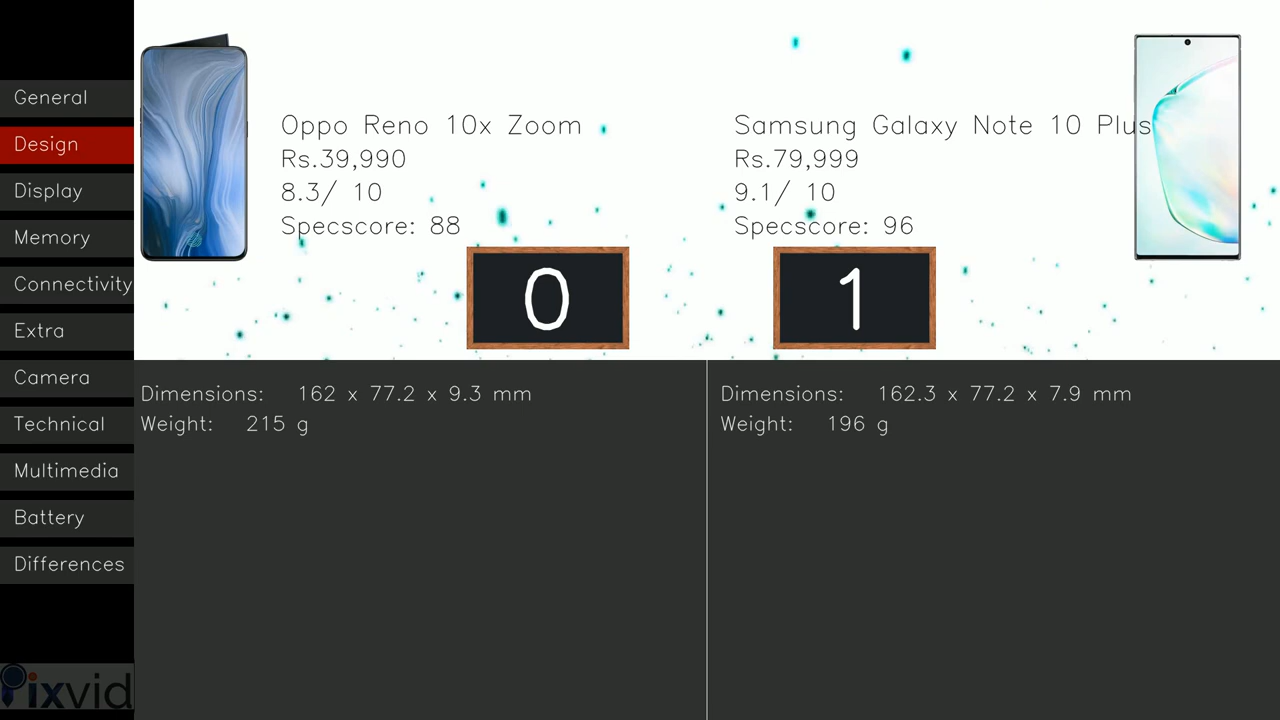 General
Design
Display
Memory
Connectivity
Extra
Camera
Technical
Multimedia
Battery
Differences
Pixvid
Oppo Reno 10x Zoom
Rs.39,990
8.3/ 10
Specscore: 88
0
Samsung Galaxy Note 10 Plus
Rs.79,999
9.1/ 10
Specscore: 96
1
Dimensions: 162 x 77.2 x 9.3 mm
Weight: 215 g
Dimensions: 162.3 x 77.2 x 7.9 mm
Weight: 196 g